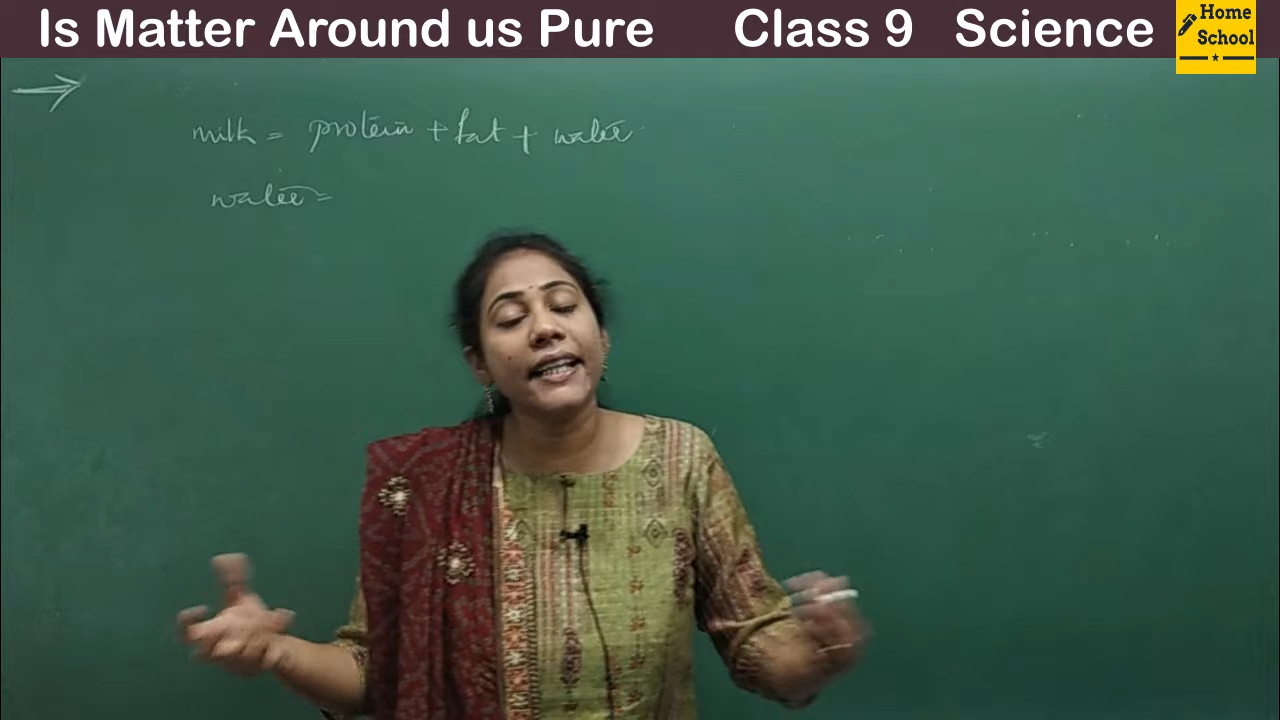 Is Matter Around us Pure Class 9 Science
Home
School
milk = protein + fat + water
water =